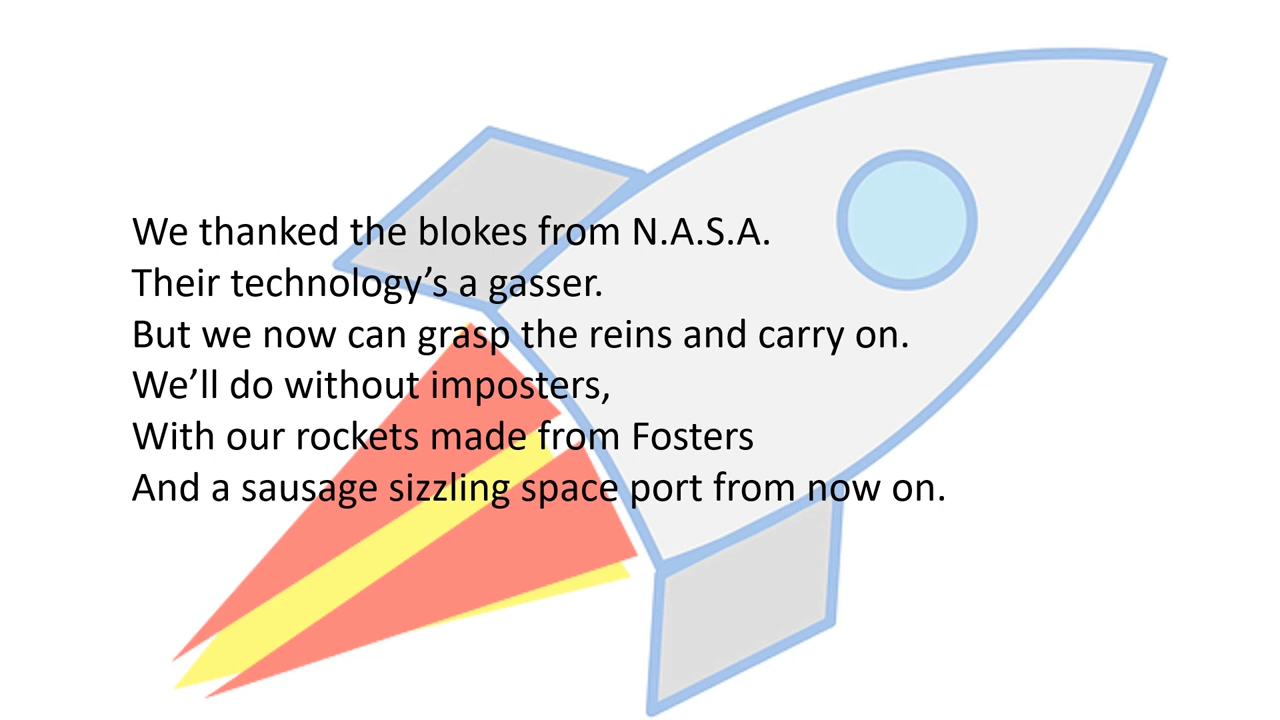 We thanked the blokes from N.A.S.A.
Their technology’s a gasser.
But we now can grasp the reins and carry on.
We’ll do without imposters,
With our rockets made from Fosters
And a sausage sizzling space port from now on.